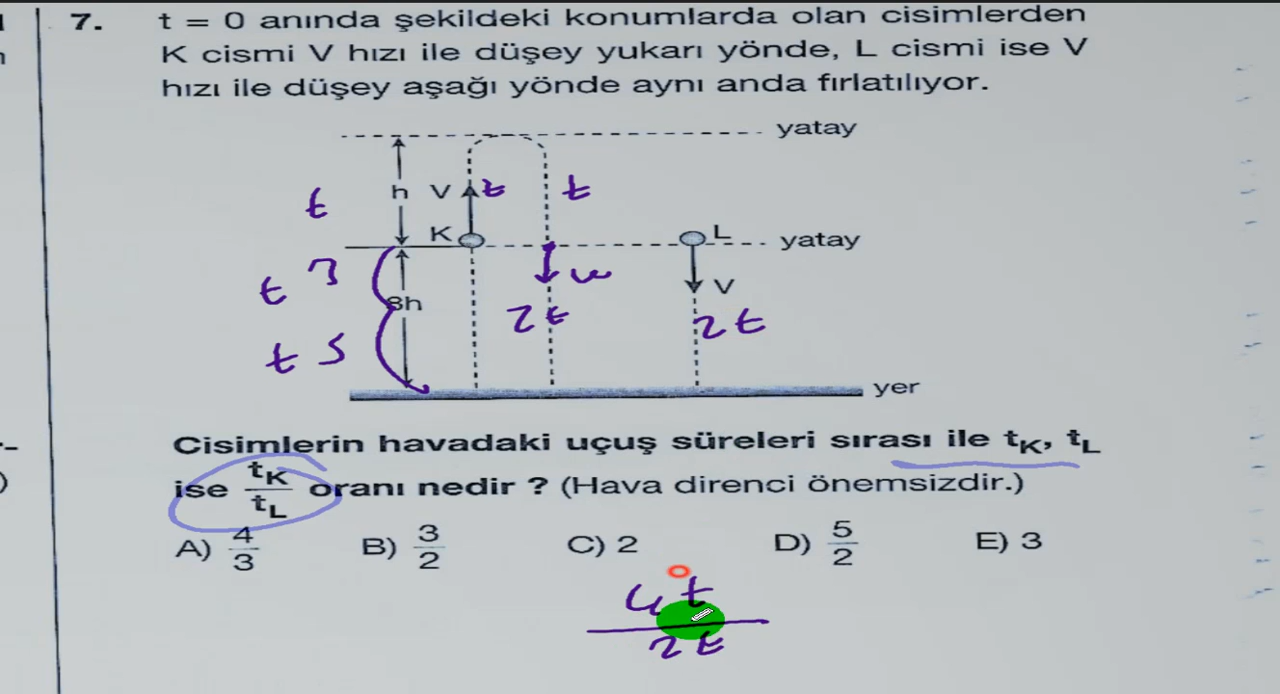 7. t = 0 anında şekildeki konumlarda olan cisimlerden
K cismi V hızı ile düşey yukarı yönde, L cismi ise V
hızı ile düşey aşağı yönde aynı anda fırlatılıyor.
yatay
t h V t t
K L yatay
t 3 8h V
2t 2t
t 5
yer
Cisimlerin havadaki uçuş süreleri sırası ile tK, tL
ise tK/tL oranı nedir ? (Hava direnci önemsizdir.)
A) 4/3 B) 3/2 C) 2 D) 5/2 E) 3
4t
2t